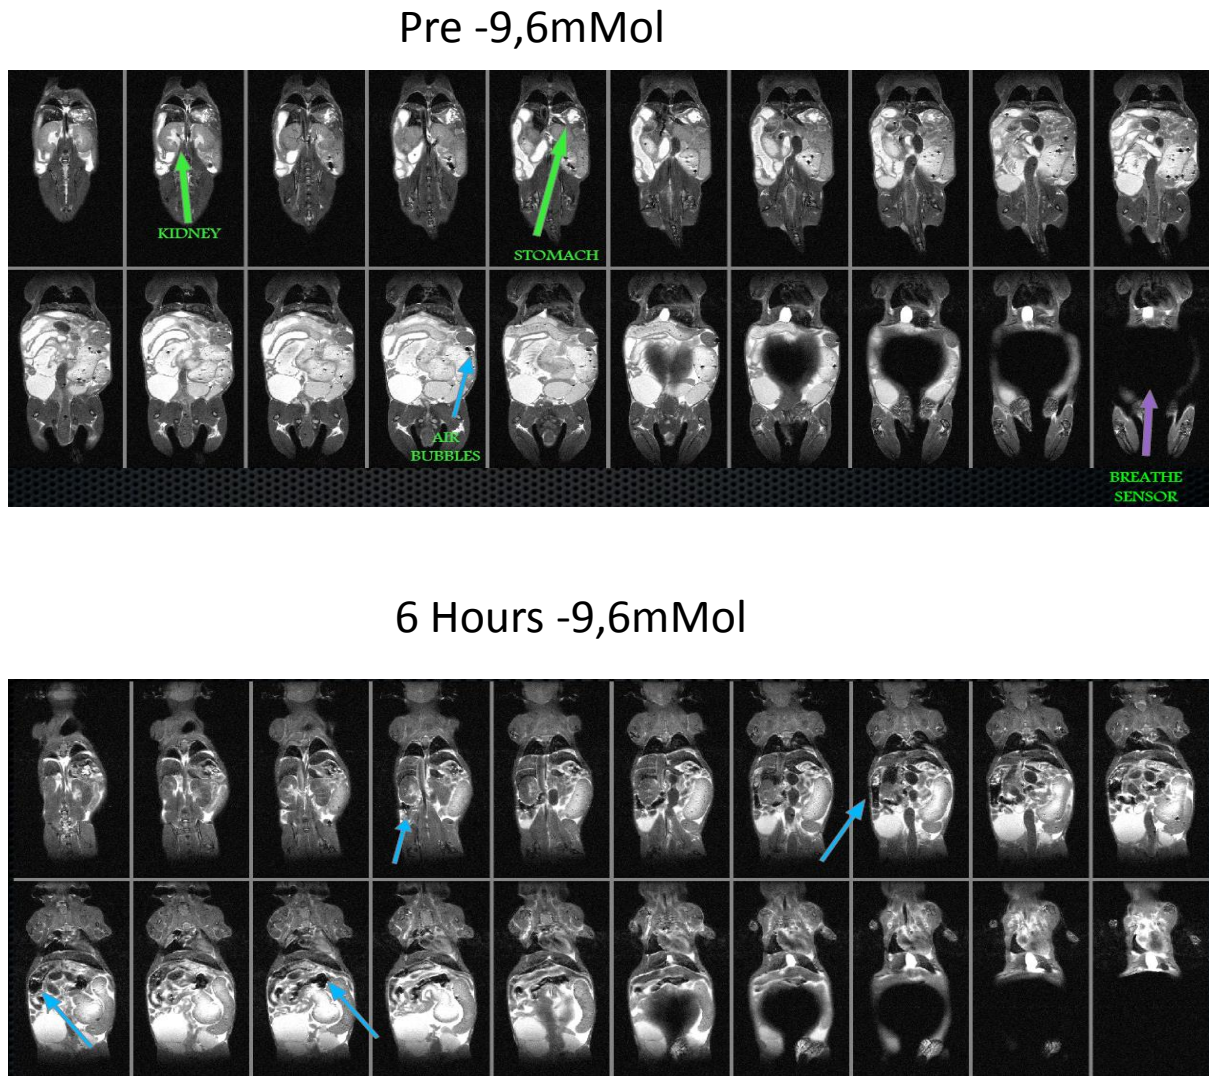 Pre -9,6mMol
KIDNEY
STOMACH
AIR
BUBBLES
BREATHE
SENSOR
6 Hours -9,6mMol